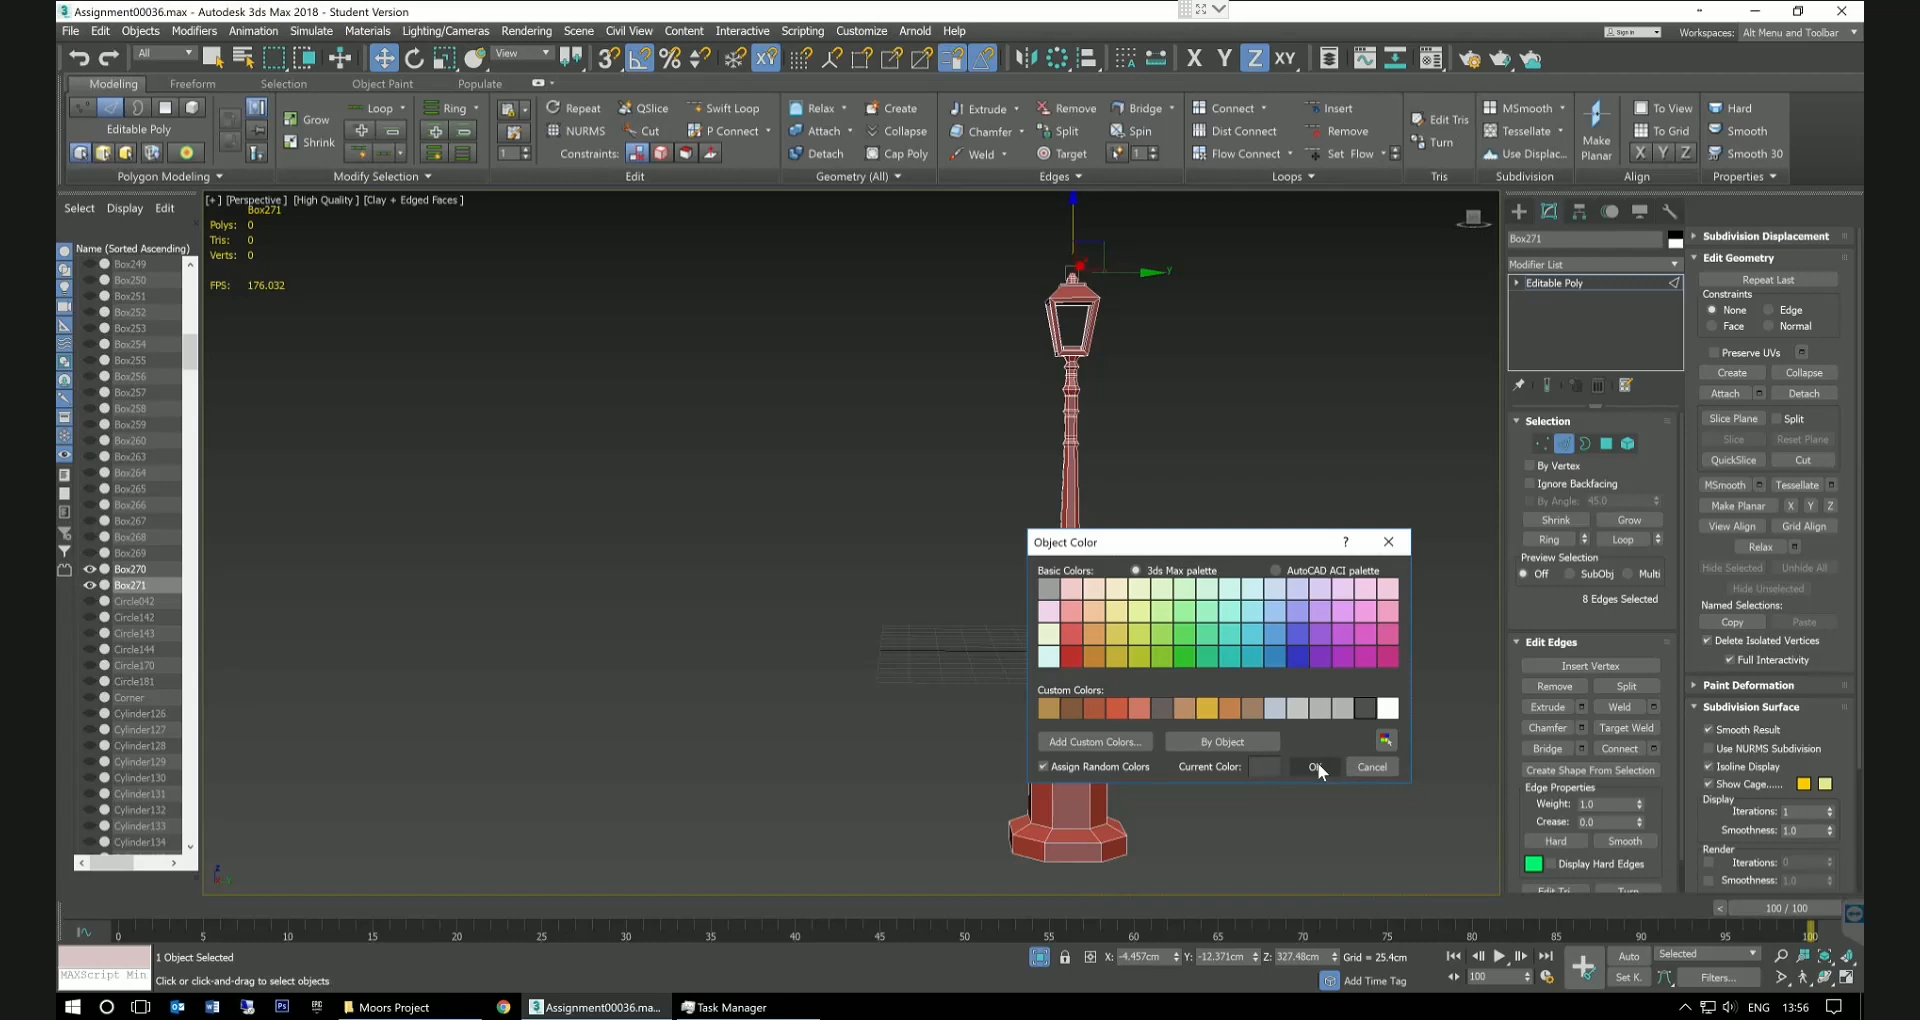 Assignment00036.max - Autodesk 3ds Max 2018 - Student Version
File Edit Objects Modifiers Animation Simulate Materials Lighting/Cameras Rendering Scene Civil View Content Interactive Scripting Customize Arnold Help
Sign In
Workspaces: Alt Menu and Toolbar
All
View
X Y Z XY
Modeling Freeform Selection Object Paint Populate
Loop Ring Repeat QSlice Swift Loop Relax Create Extrude Remove Bridge Connect Insert MSmooth To View Hard
Grow Edit Tris
Editable Poly NURMS Cut P Connect Attach Collapse Chamfer Split Spin Dist Connect Remove Tessellate Make Planar To Grid Smooth
Shrink Turn
1 Constraints: Detach Cap Poly Weld Target 1 Flow Connect Set Flow Use Displac... X Y Z Smooth 30
Polygon Modeling Modify Selection Edit Geometry (All) Edges Loops Tris Subdivision Align Properties
Select Display Edit
Name (Sorted Ascending)
Box249
Box250
Box251
Box252
Box253
Box254
Box255
Box256
Box257
Box258
Box259
Box260
Box263
Box264
Box265
Box266
Box267
Box268
Box269
Box270
Box271
Circle042
Circle142
Circle143
Circle144
Circle170
Circle181
Corner
Cylinder126
Cylinder127
Cylinder128
Cylinder129
Cylinder130
Cylinder131
Cylinder132
Cylinder133
Cylinder134
[+] [Perspective ] [High Quality ] [Clay + Edged Faces ]
Box271
Polys: 0
Tris: 0
Verts: 0
FPS: 176.032
Y
Object Color
?
Basic Colors: 3ds Max palette AutoCAD ACI palette
Custom Colors:
Add Custom Colors... By Object
Assign Random Colors Current Color: OK Cancel
Box271
Modifier List
Editable Poly
Selection
By Vertex
Ignore Backfacing
By Angle: 45.0
Shrink Grow
Ring Loop
Preview Selection
Off SubObj Multi
8 Edges Selected
Edit Edges
Insert Vertex
Remove Split
Extrude Weld
Chamfer Target Weld
Bridge Connect
Create Shape From Selection
Edge Properties
Weight: 1.0
Crease: 0.0
Hard Smooth
Display Hard Edges
Edit Tri. Turn
Subdivision Displacement
Edit Geometry
Repeat Last
Constraints
None Edge
Face Normal
Preserve UVs
Create Collapse
Attach Detach
Slice Plane Split
Slice Reset Plane
QuickSlice Cut
MSmooth Tessellate
Make Planar X Y Z
View Align Grid Align
Relax
Hide Selected Unhide All
Hide Unselected
Named Selections:
Copy Paste
Delete Isolated Vertices
Full Interactivity
Paint Deformation
Subdivision Surface
Smooth Result
Use NURMS Subdivision
Isoline Display
Show Cage......
Display
Iterations: 1
Smoothness: 1.0
Render
Iterations: 0
Smoothness: 1.0
100 / 100
0 5 10 15 20 25 30 35 40 45 50 55 60 65 70 75 80 85 90 95 100
MAXScript Min
1 Object Selected
Click or click-and-drag to select objects
X: -4.457cm Y: -12.371cm Z: 327.48cm Grid = 25.4cm
Add Time Tag
100
Auto Selected
Set K. Filters...
Moors Project Assignment00036.ma... Task Manager
ENG 13:56